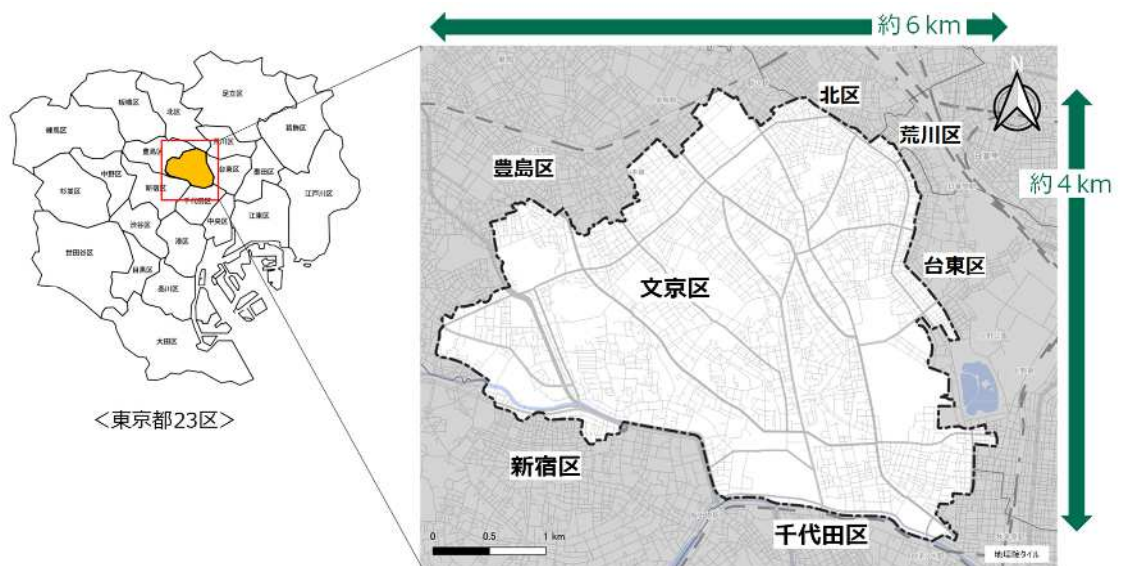 約６km
約４km
N
足立区
板橋区
北区
練馬区
葛飾区
荒川区
豊島区
台東区
墨田区
中野区
杉並区
新宿区
江戸川区
千代田区
江東区
中央区
渋谷区
港区
世田谷区
目黒区
品川区
大田区
＜東京都23区＞
北区
荒川区
豊島区
台東区
文京区
新宿区
千代田区
0 0.5 1 km
地理院タイル